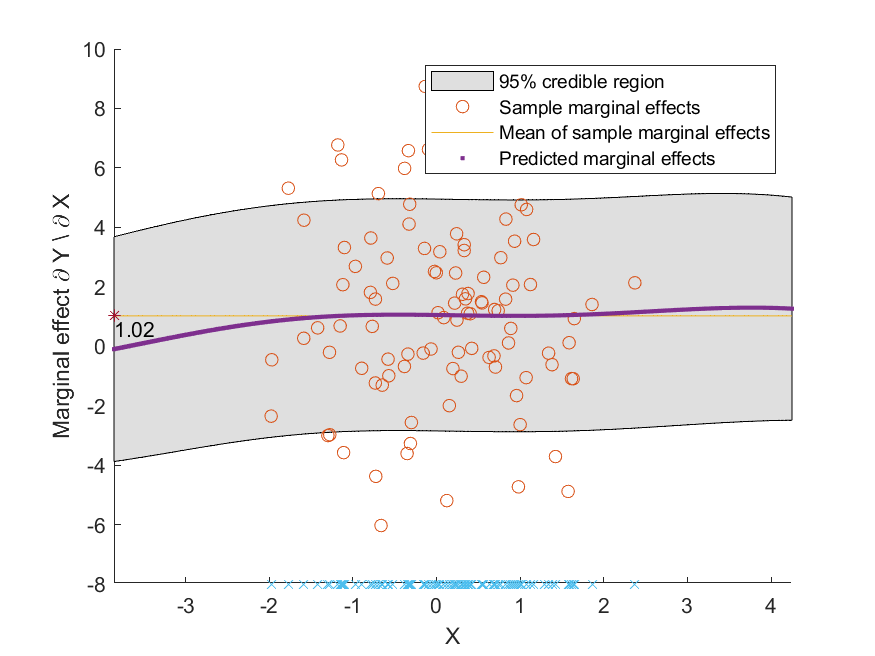 10
8
6
4
2
0
-2
-4
-6
-8
Marginal effect ∂ Y \ ∂ X
95% credible region
Sample marginal effects
Mean of sample marginal effects
Predicted marginal effects
1.02
-3 -2 -1 0 1 2 3 4
X